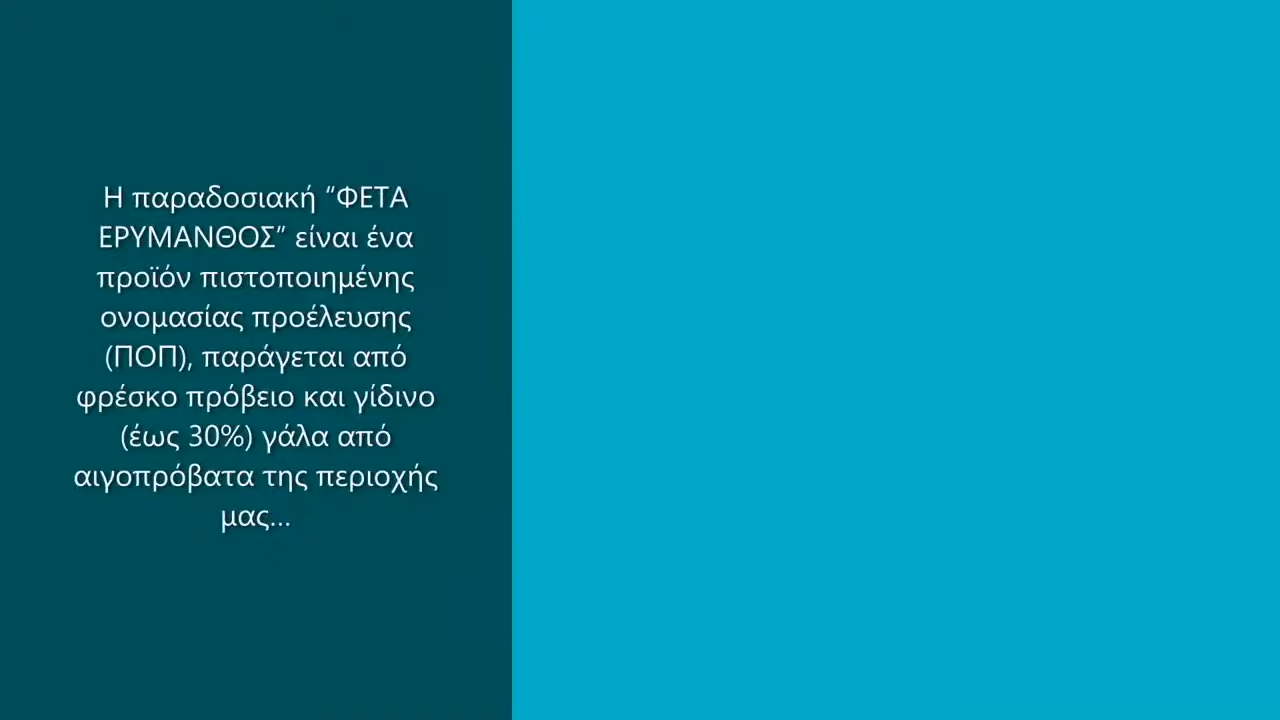 Η παραδοσιακή “ΦΕΤΑ
ΕΡΥΜΑΝΘΟΣ” είναι ένα
προϊόν πιστοποιημένης
ονομασίας προέλευσης
(ΠΟΠ), παράγεται από
φρέσκο πρόβειο και γίδινο
(έως 30%) γάλα από
αιγοπρόβατα της περιοχής
μας...